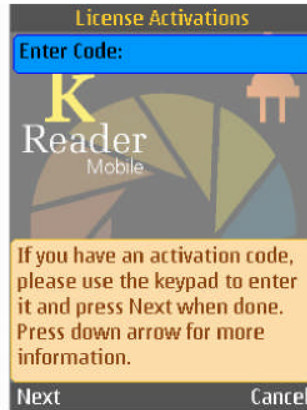 License Activations
Enter Code:
k
Reader
Mobile
If you have an activation code,
please use the keypad to enter
it and press Next when done.
Press down arrow for more
information.
Next Cancel